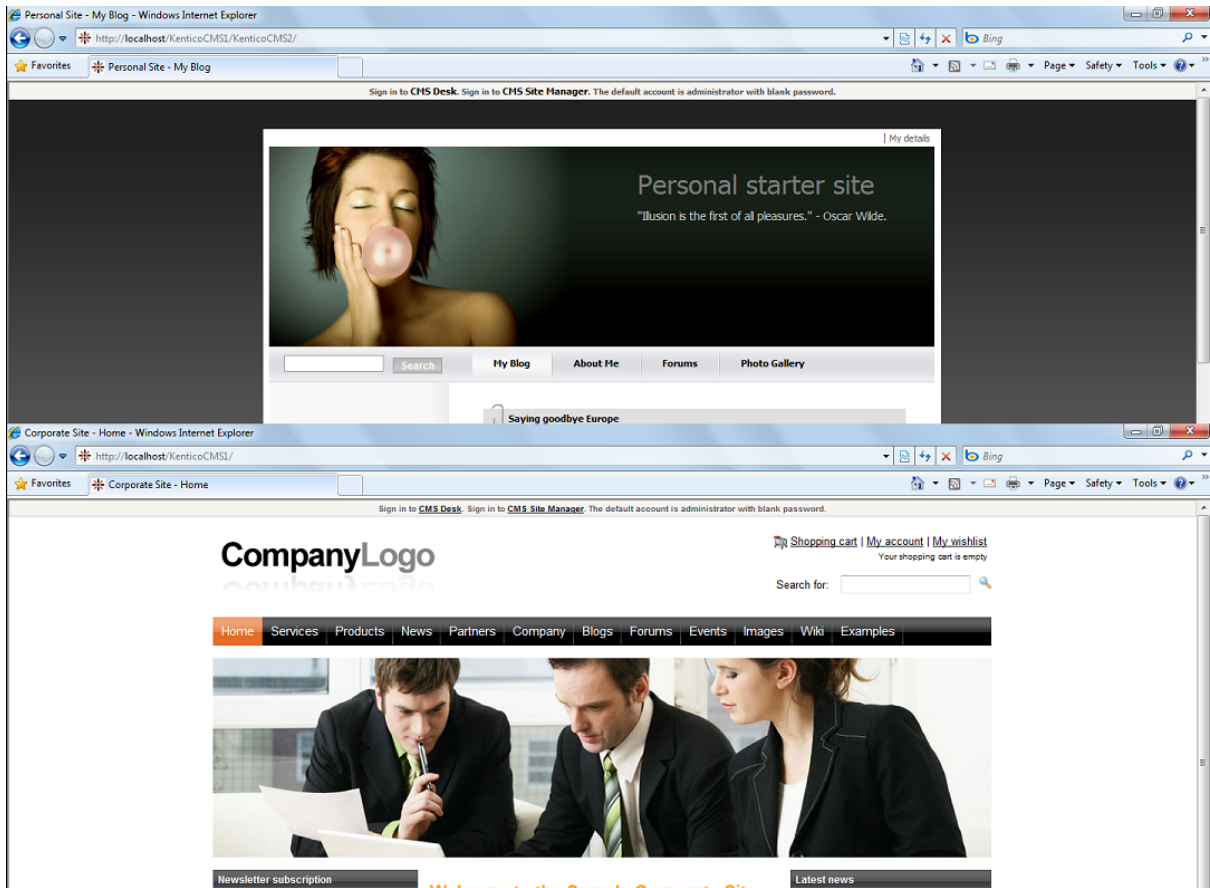 Personal Site - My Blog - Windows Internet Explorer
http://localhost/KenticoCMS1/KenticoCMS2/
Bing
Favorites
Personal Site - My Blog
Page
Safety
Tools
Sign in to CMS Desk. Sign in to CMS Site Manager. The default account is administrator with blank password.
| My details
Personal starter site
"Illusion is the first of all pleasures." - Oscar Wilde.
Search
My Blog
About Me
Forums
Photo Gallery
Saying goodbye Europe
Corporate Site - Home - Windows Internet Explorer
http://localhost/KenticoCMS1/
Bing
Favorites
Corporate Site - Home
Page
Safety
Tools
Sign in to CMS Desk. Sign in to CMS Site Manager. The default account is administrator with blank password.
CompanyLogo
Shopping cart | My account | My wishlist
Your shopping cart is empty
Search for:
Home
Services
Products
News
Partners
Company
Blogs
Forums
Events
Images
Wiki
Examples
Newsletter subscription
Welcome to the Sample Corporate Site
Latest news